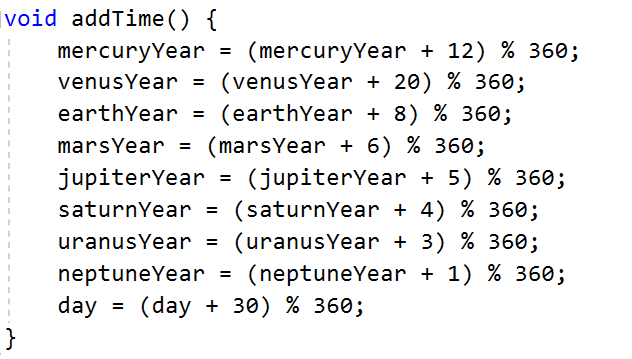 void addTime() {
    mercuryYear = (mercuryYear + 12) % 360;
    venusYear = (venusYear + 20) % 360;
    earthYear = (earthYear + 8) % 360;
    marsYear = (marsYear + 6) % 360;
    jupiterYear = (jupiterYear + 5) % 360;
    saturnYear = (saturnYear + 4) % 360;
    uranusYear = (uranusYear + 3) % 360;
    neptuneYear = (neptuneYear + 1) % 360;
    day = (day + 30) % 360;
}